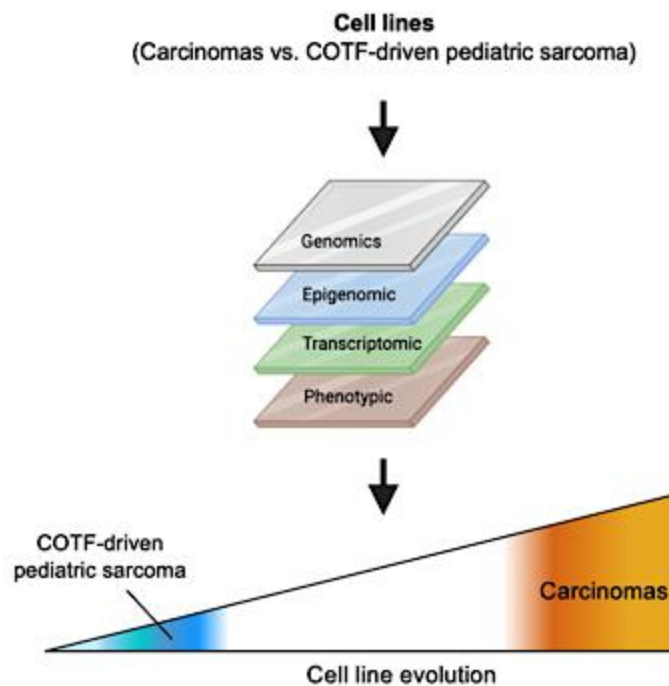 Cell lines
(Carcinomas vs. COTF-driven pediatric sarcoma)
Genomics
Epigenomic
Transcriptomic
Phenotypic
COTF-driven
pediatric sarcoma
Carcinomas
Cell line evolution